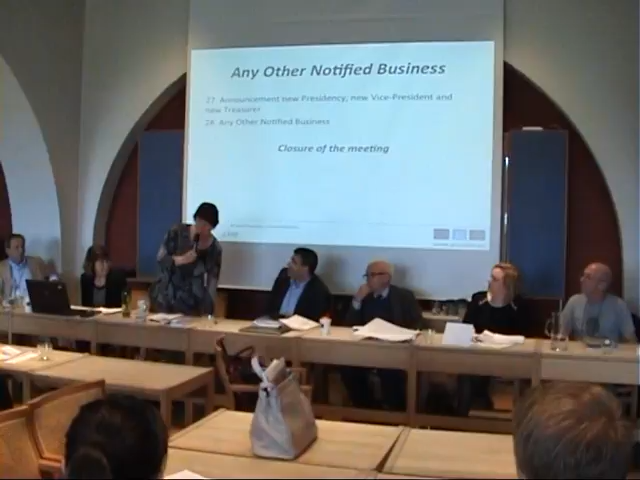 Any Other Notified Business
27. Announcement new Presidency, new Vice-President and
new Treasurer
28. Any Other Notified Business
Closure of the meeting